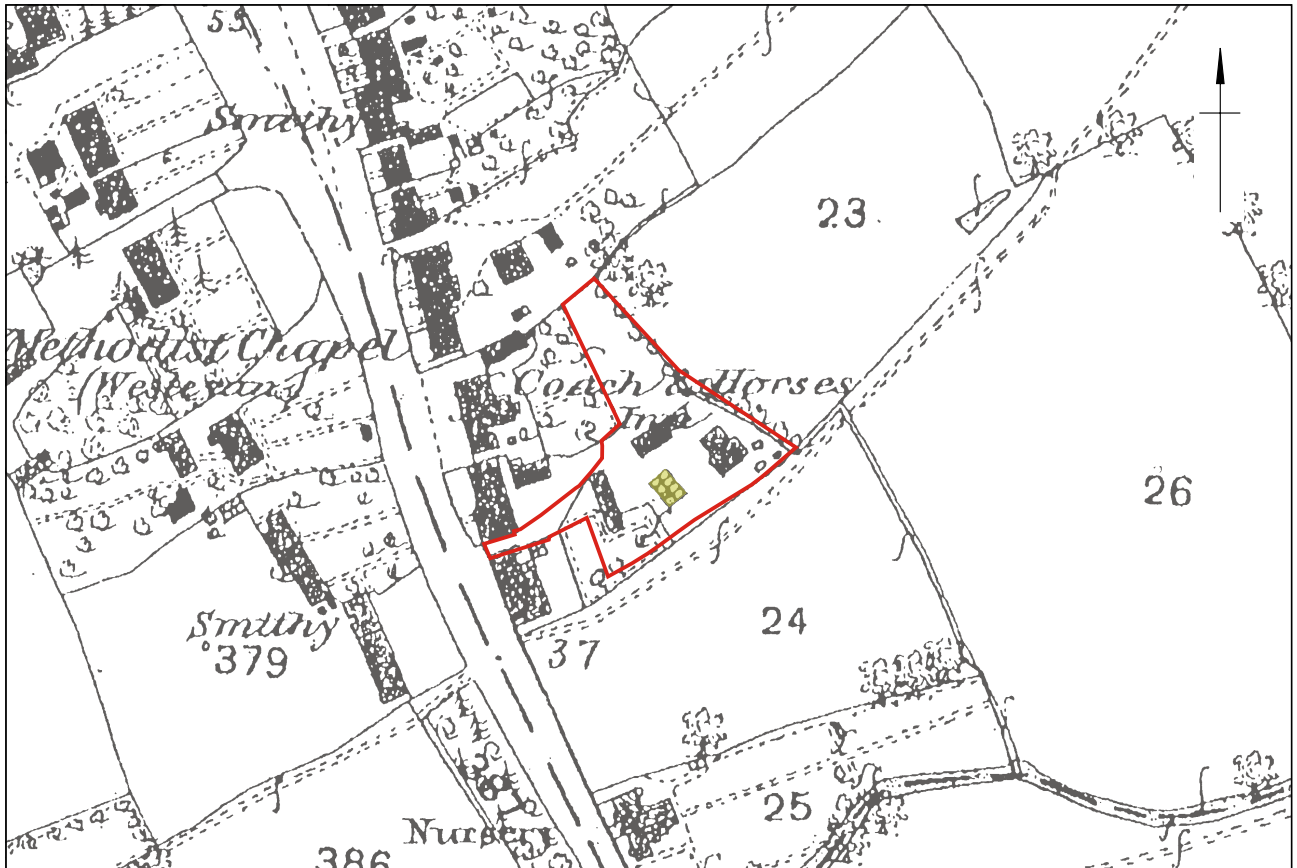 55
Smithy
23
Methodist Chapel
(Wesleyan)
Coach & Horses
Inn
26
Smithy
379
37
24
25
Nursery
386